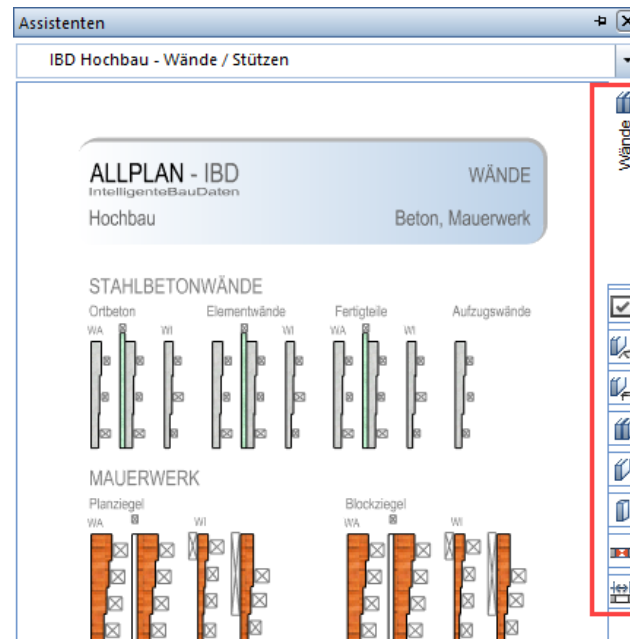 Assistenten
IBD Hochbau - Wände / Stützen
Wände
ALLPLAN - IBD
IntelligenteBauDaten
WÄNDE
Hochbau
Beton, Mauerwerk
STAHLBETONWÄNDE
Ortbeton
Elementwände
Fertigteile
Aufzugswände
WA
WI
WI
WA
WI
MAUERWERK
Planziegel
Blockziegel
WA
WI
WA
WI